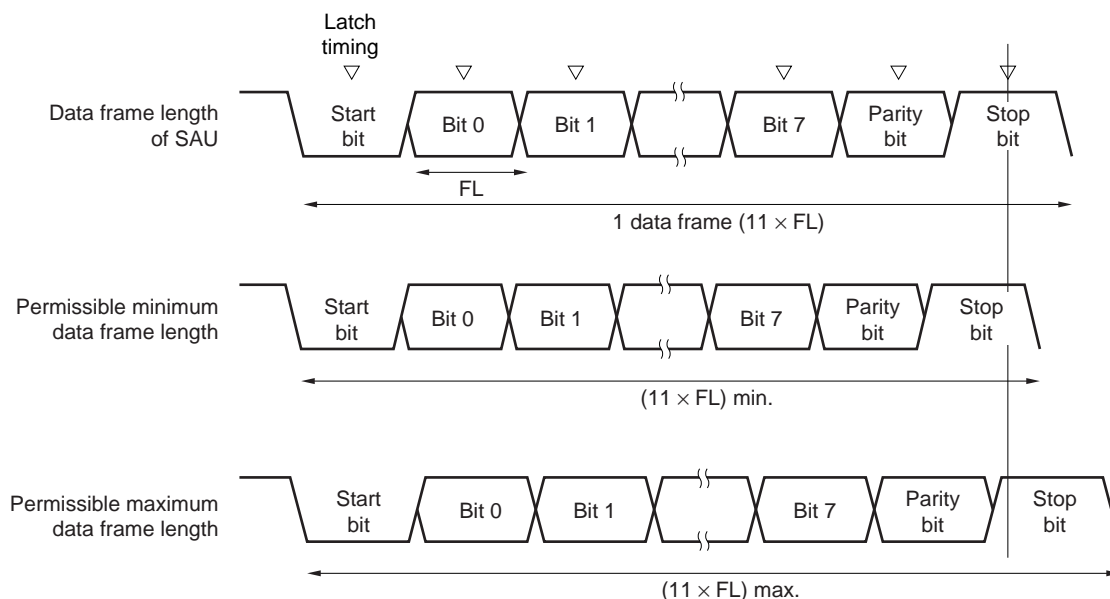 Latch
timing
Data frame length
of SAU
Start
bit
Bit 0
Bit 1
Bit 7
Parity
bit
Stop
bit
FL
1 data frame (11 × FL)
Permissible minimum
data frame length
Start
bit
Bit 0
Bit 1
Bit 7
Parity
bit
Stop
bit
(11 × FL) min.
Permissible maximum
data frame length
Start
bit
Bit 0
Bit 1
Bit 7
Parity
bit
Stop
bit
(11 × FL) max.